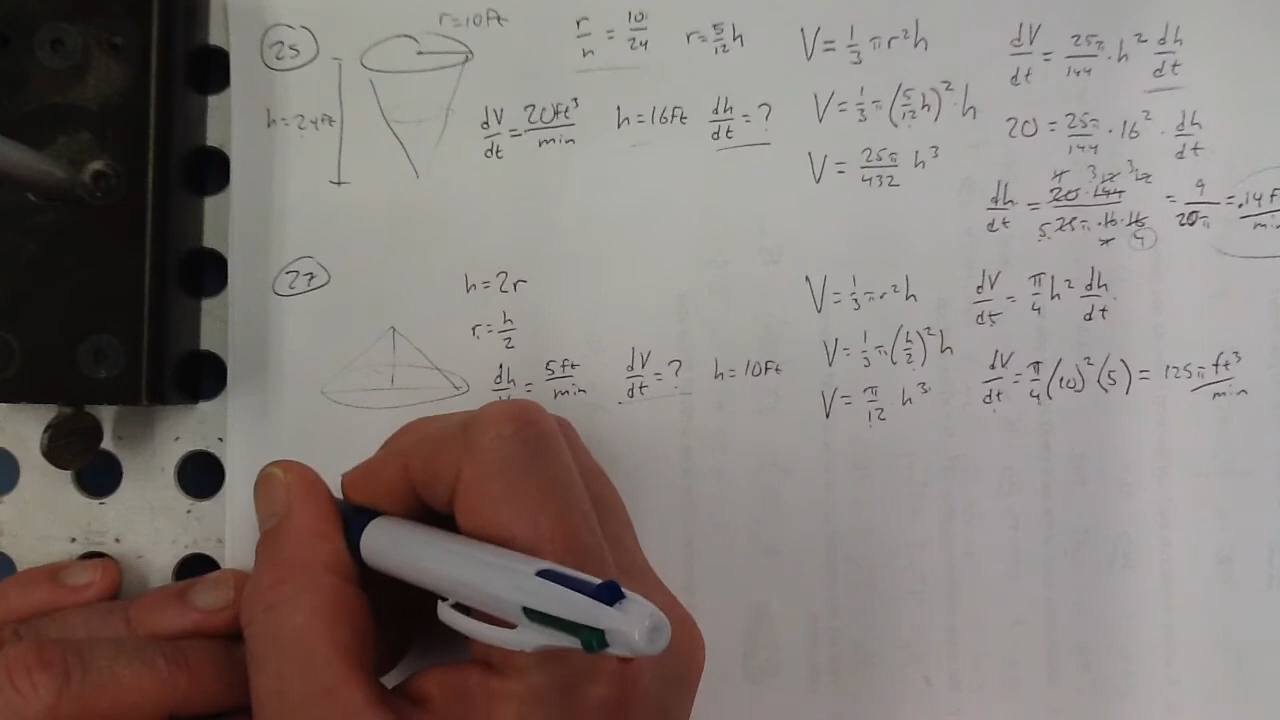 25
r=10ft
h=24ft
r/h = 10/24 r=5/12 h
dV/dt = 20ft³/min h=16ft dh/dt = ?
V=1/3 πr²h
V=1/3 π(5/12 h)²·h
V=25π/432 h³
dV/dt = 25π/144 · h² dh/dt
20 = 25π/144 · 16² · dh/dt
dh/dt = 20·144/25π·16·16 = 9/20π = .14 ft/min
27
h=2r
r=h/2
dh/dt = 5ft/min dV/dt = ? h=10ft
V=1/3 πr²h
V=1/3 π(h/2)²h
V=π/12 · h³
dV/dt = π/4 h² dh/dt
dV/dt = π/4 (10)²(5) = 125π ft³/min